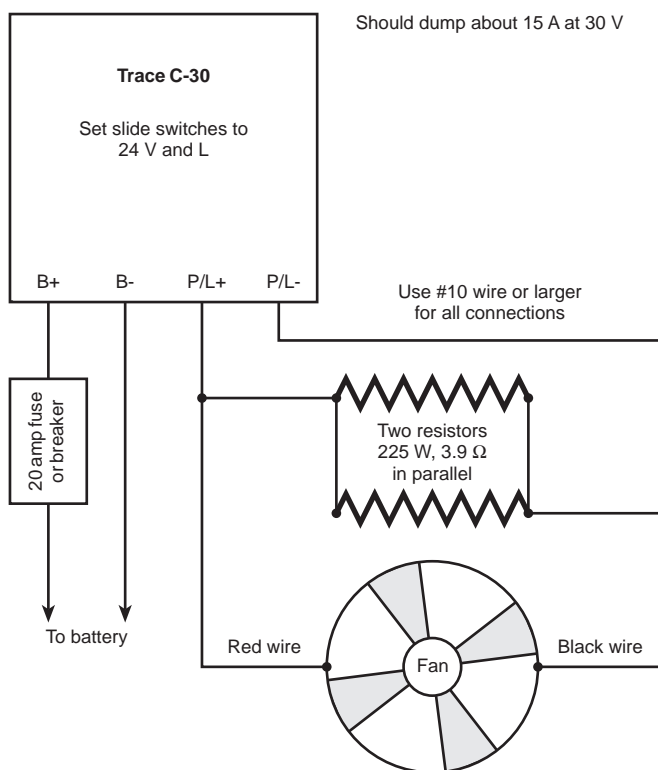 Should dump about 15 A at 30 V
Trace C-30
Set slide switches to
24 V and L
B+
B-
P/L+
P/L-
Use #10 wire or larger
for all connections
20 amp fuse
or breaker
Two resistors
225 W, 3.9 Ω
in parallel
To battery
Red wire
Fan
Black wire